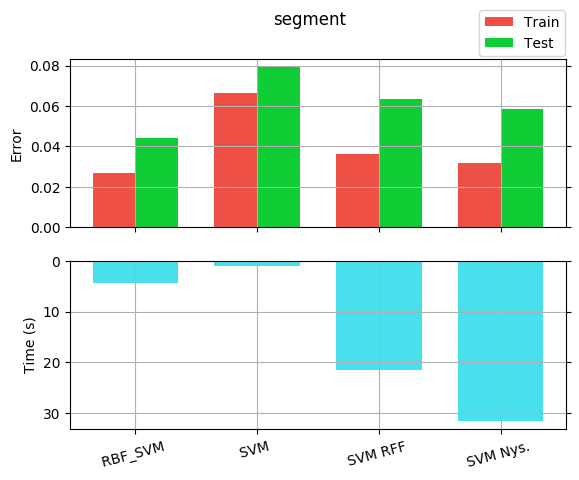 segment
Train
Test
0.08
0.06
0.04
0.02
0.00
Error
0
10
20
30
Time (s)
RBF_SVM
SVM
SVM RFF
SVM Nys.